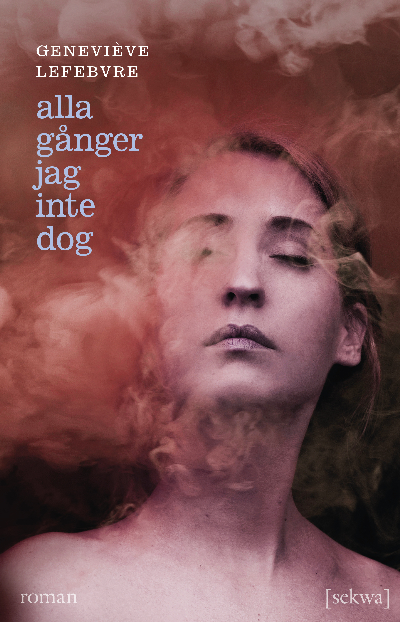 GENEVIÈVE
LEFEBVRE
alla
gånger
jag
inte
dog
roman
[sekwa]